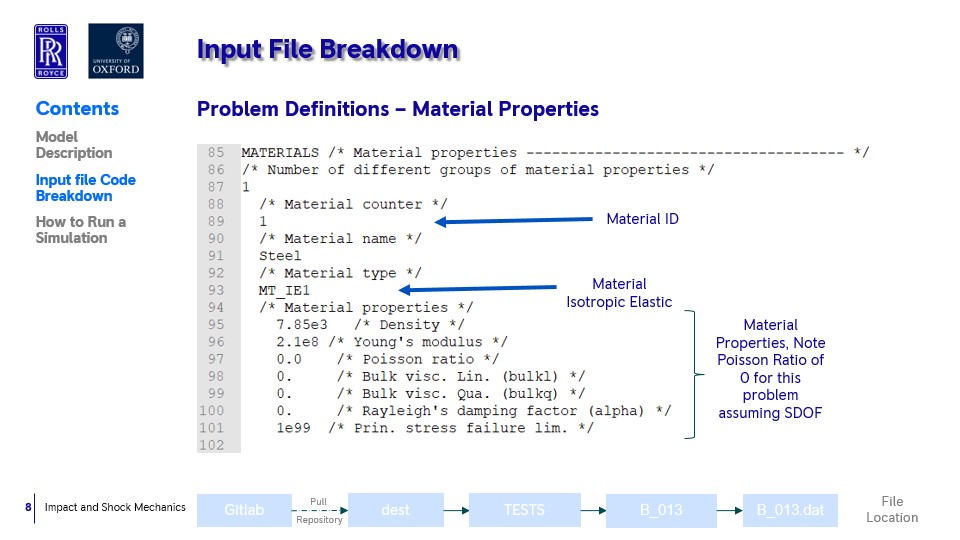 ROLLS
RR
ROYCE
UNIVERSITY OF
OXFORD
Input File Breakdown
Contents
Model
Description
Input file Code
Breakdown
How to Run a
Simulation
Problem Definitions – Material Properties
85 MATERIALS /* Material properties ------------------------------------- */
86 /* Number of different groups of material properties */
87 1
88 /* Material counter */
89 1
90 /* Material name */
91 Steel
92 /* Material type */
93 MT_IE1
94 /* Material properties */
95 7.85e3 /* Density */
96 2.1e8 /* Young's modulus */
97 0.0 /* Poisson ratio */
98 0. /* Bulk visc. Lin. (bulkl) */
99 0. /* Bulk visc. Qua. (bulkq) */
100 0. /* Rayleigh's damping factor (alpha) */
101 1e99 /* Prin. stress failure lim. */
102
Material ID
Material
Isotropic Elastic
Material
Properties, Note
Poisson Ratio of
0 for this
problem
assuming SDOF
8
Impact and Shock Mechanics
Gitlab
Pull
Repository
dest
TESTS
B_013
B_013.dat
File
Location